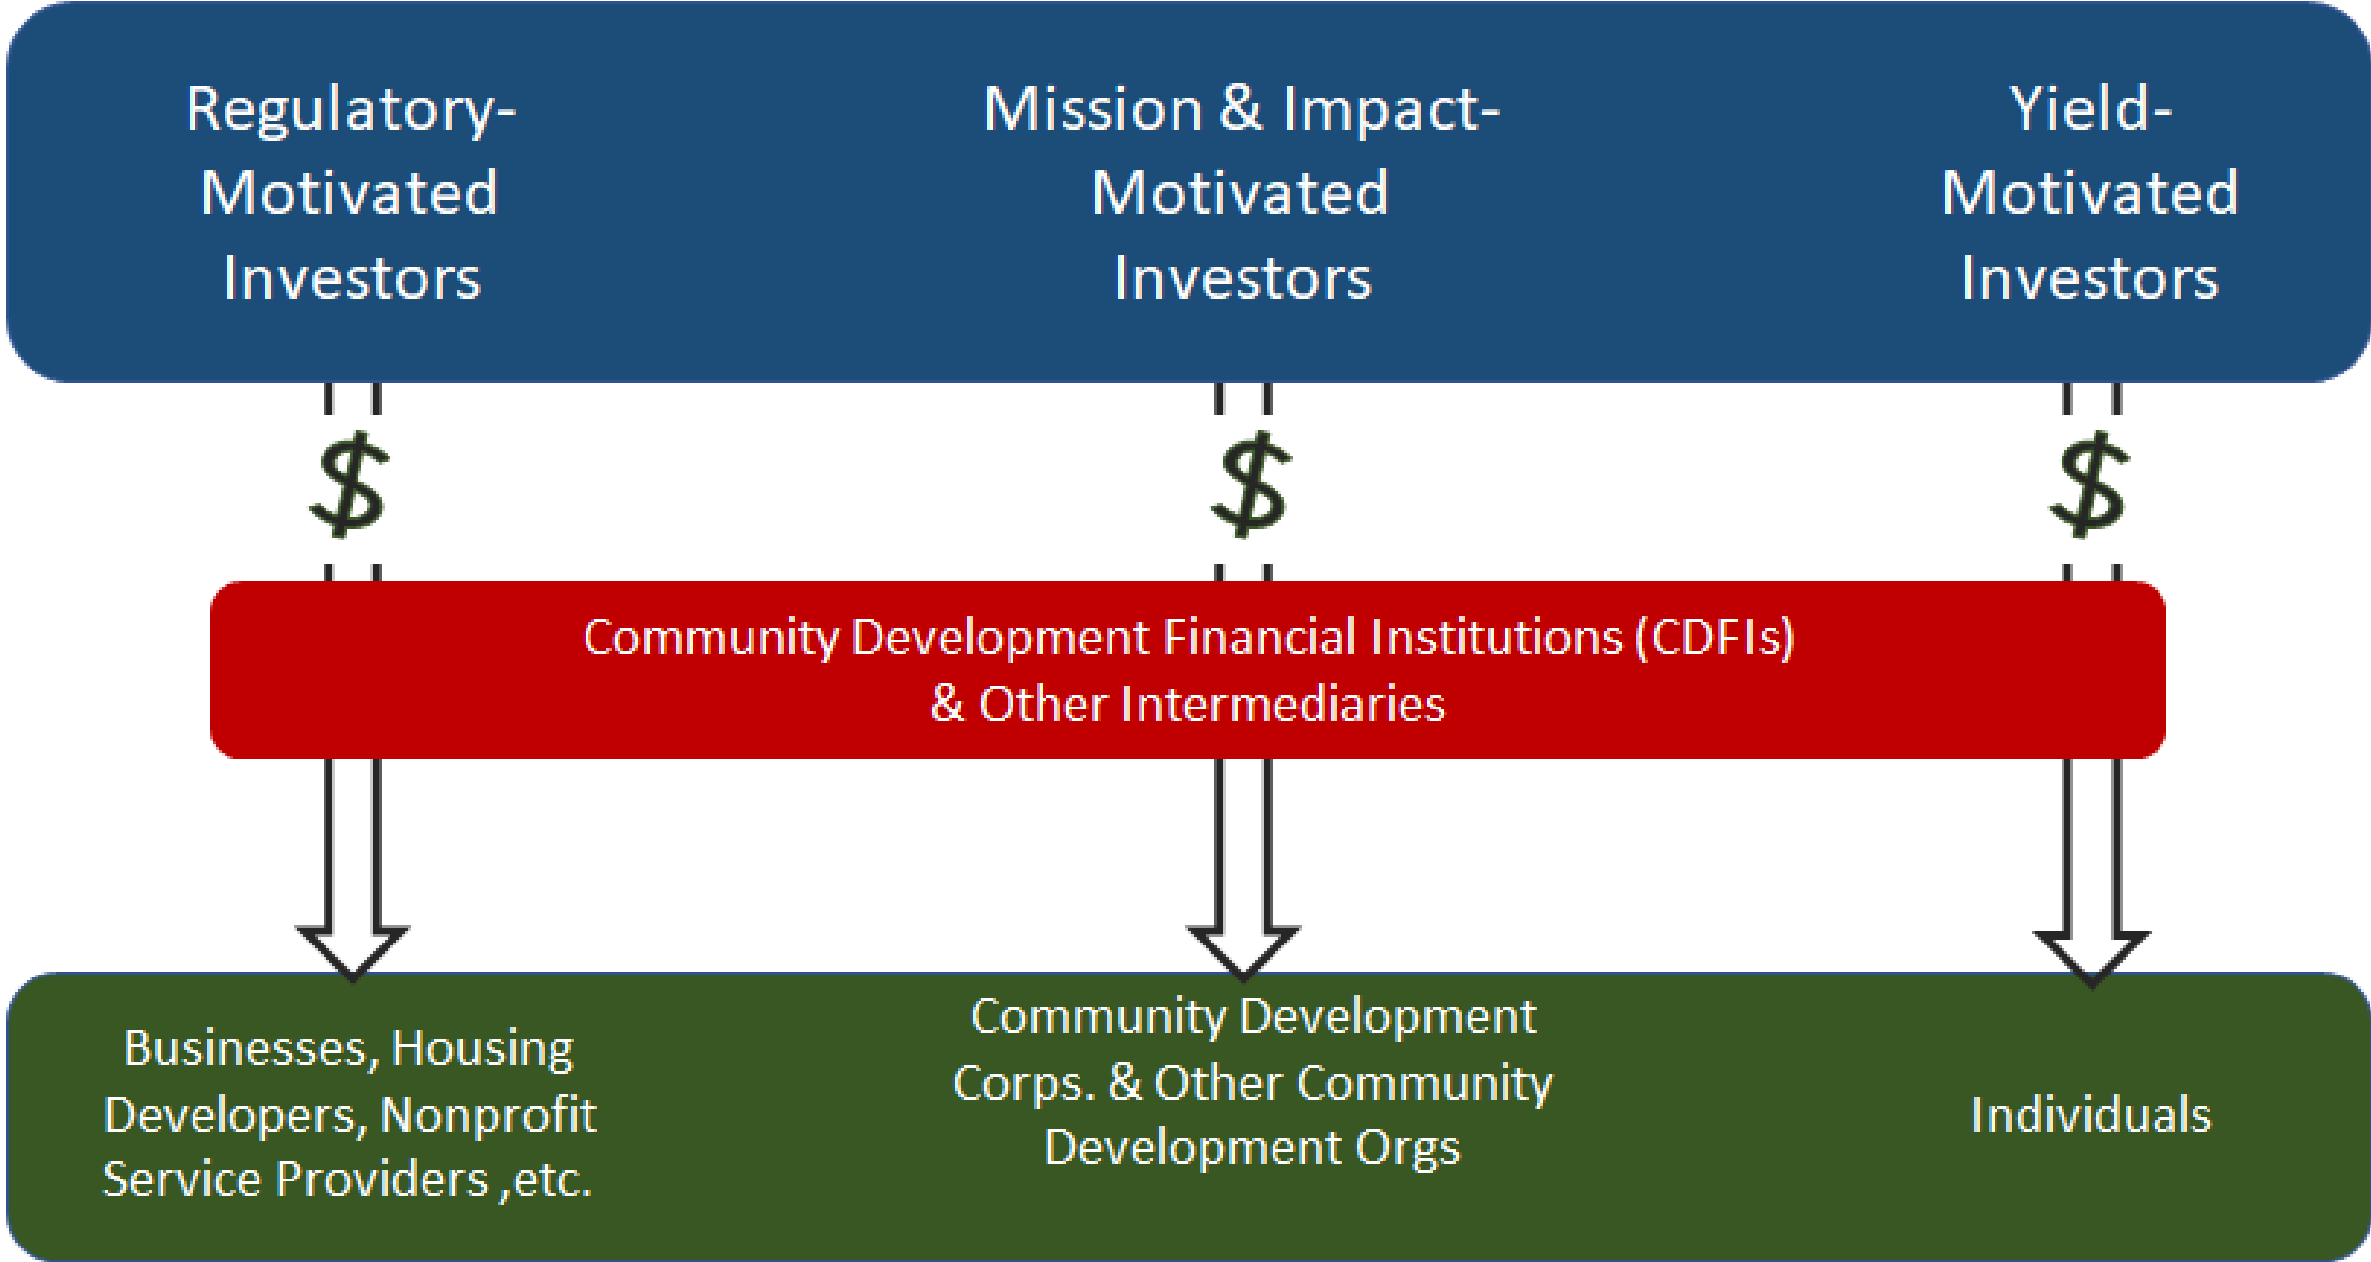 Regulatory-
Motivated
Investors
Mission & Impact-
Motivated
Investors
Yield-
Motivated
Investors
$
$
$
Community Development Financial Institutions (CDFIs)
& Other Intermediaries
Businesses, Housing
Developers, Nonprofit
Service Providers ,etc.
Community Development
Corps. & Other Community
Development Orgs
Individuals